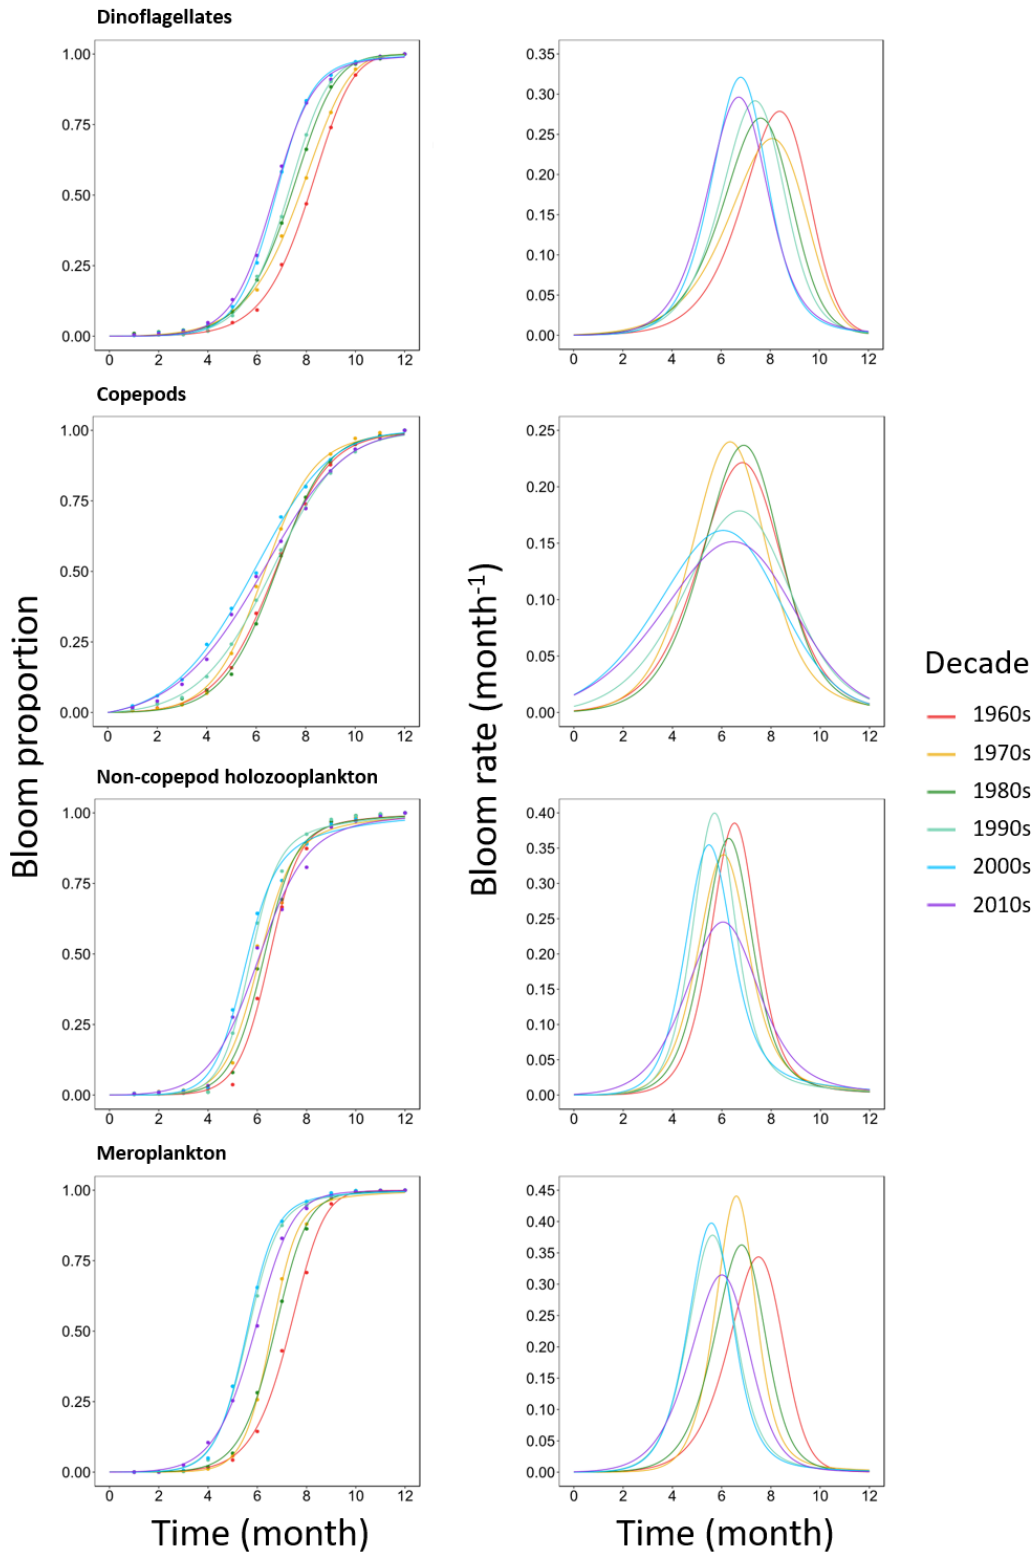 Dinoflagellates
1.00
0.75
0.50
0.25
0.00
0 2 4 6 8 10 12
0.35
0.30
0.25
0.20
0.15
0.10
0.05
0.00
0 2 4 6 8 10 12
Copepods
1.00
0.75
0.50
0.25
0.00
0 2 4 6 8 10 12
0.25
0.20
0.15
0.10
0.05
0.00
0 2 4 6 8 10 12
Non-copepod holozooplankton
1.00
0.75
0.50
0.25
0.00
0 2 4 6 8 10 12
0.40
0.35
0.30
0.25
0.20
0.15
0.10
0.05
0.00
0 2 4 6 8 10 12
Meroplankton
1.00
0.75
0.50
0.25
0.00
0 2 4 6 8 10 12
0.45
0.40
0.35
0.30
0.25
0.20
0.15
0.10
0.05
0.00
0 2 4 6 8 10 12
Bloom proportion
Bloom rate (month⁻¹)
Time (month)
Time (month)
Decade
1960s
1970s
1980s
1990s
2000s
2010s